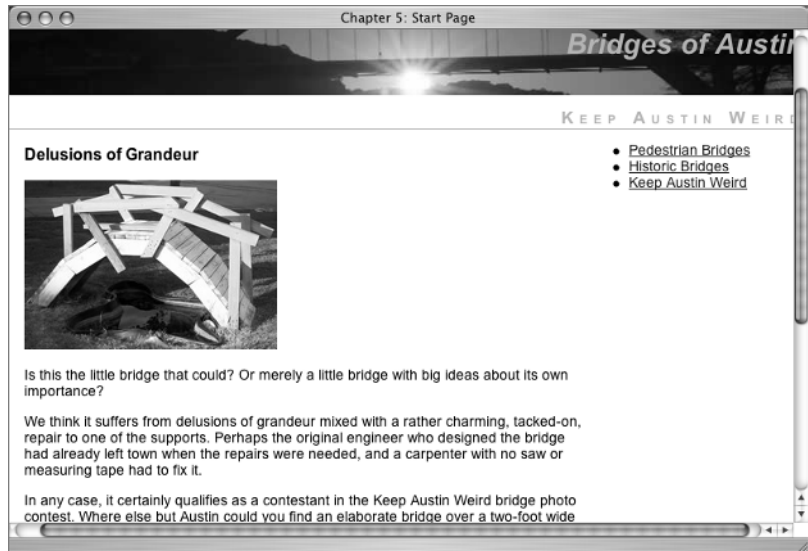 Chapter 5: Start Page
Bridges of Austin
KEEP AUSTIN WEIRD
Delusions of Grandeur
• Pedestrian Bridges
• Historic Bridges
• Keep Austin Weird
Is this the little bridge that could? Or merely a little bridge with big ideas about its own
importance?
We think it suffers from delusions of grandeur mixed with a rather charming, tacked-on,
repair to one of the supports. Perhaps the original engineer who designed the bridge
had already left town when the repairs were needed, and a carpenter with no saw or
measuring tape had to fix it.
In any case, it certainly qualifies as a contestant in the Keep Austin Weird bridge photo
contest. Where else but Austin could you find an elaborate bridge over a two-foot wide